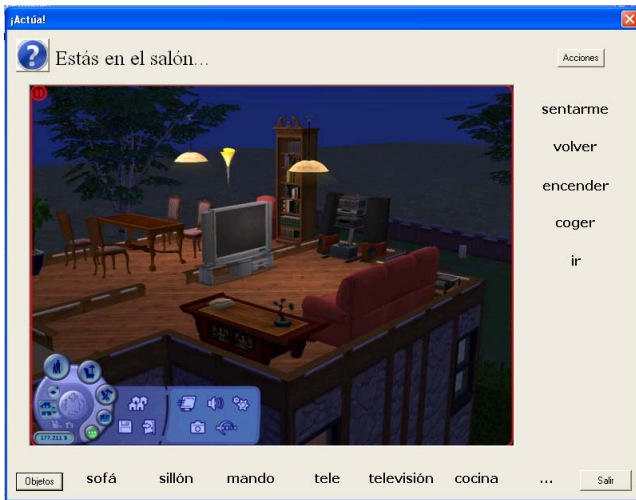 ¡Actúa!
Estás en el salón...
Acciones
sentarme
volver
encender
coger
ir
177.211 $
Objetos sofá sillón mando tele televisión cocina ... Salir